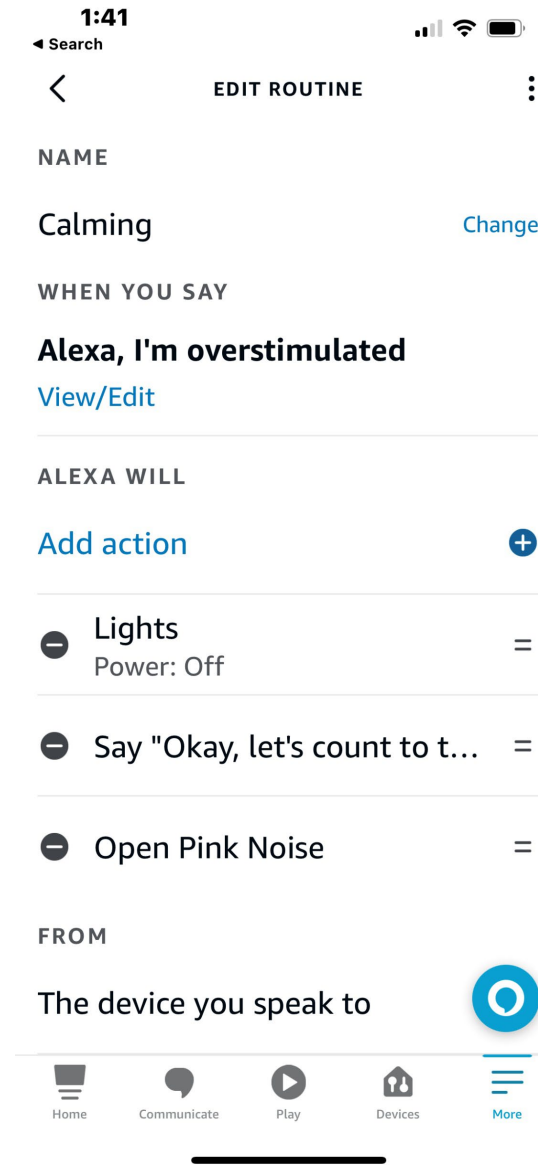 1:41
◀ Search
EDIT ROUTINE
NAME
Calming
Change
WHEN YOU SAY
Alexa, I'm overstimulated
View/Edit
ALEXA WILL
Add action
Lights
Power: Off
Say "Okay, let's count to t...
Open Pink Noise
FROM
The device you speak to
Home Communicate Play Devices More